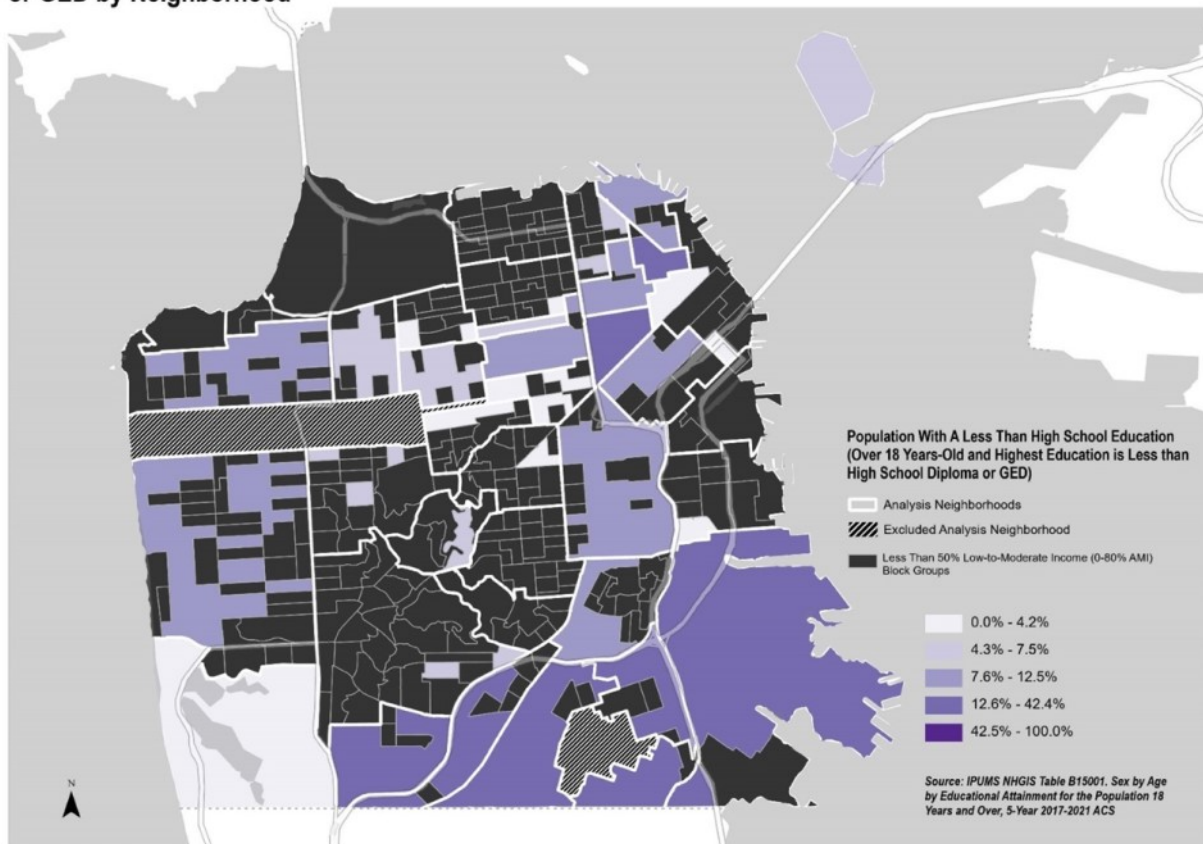 or GED by Neighborhood
Population With A Less Than High School Education
(Over 18 Years-Old and Highest Education is Less than
High School Diploma or GED)
Analysis Neighborhoods
Excluded Analysis Neighborhood
Less Than 50% Low-to-Moderate Income (0-80% AMI)
Block Groups
0.0% - 4.2%
4.3% - 7.5%
7.6% - 12.5%
12.6% - 42.4%
42.5% - 100.0%
N
Source: IPUMS NHGIS Table B15001. Sex by Age
by Educational Attainment for the Population 18
Years and Over, 5-Year 2017-2021 ACS